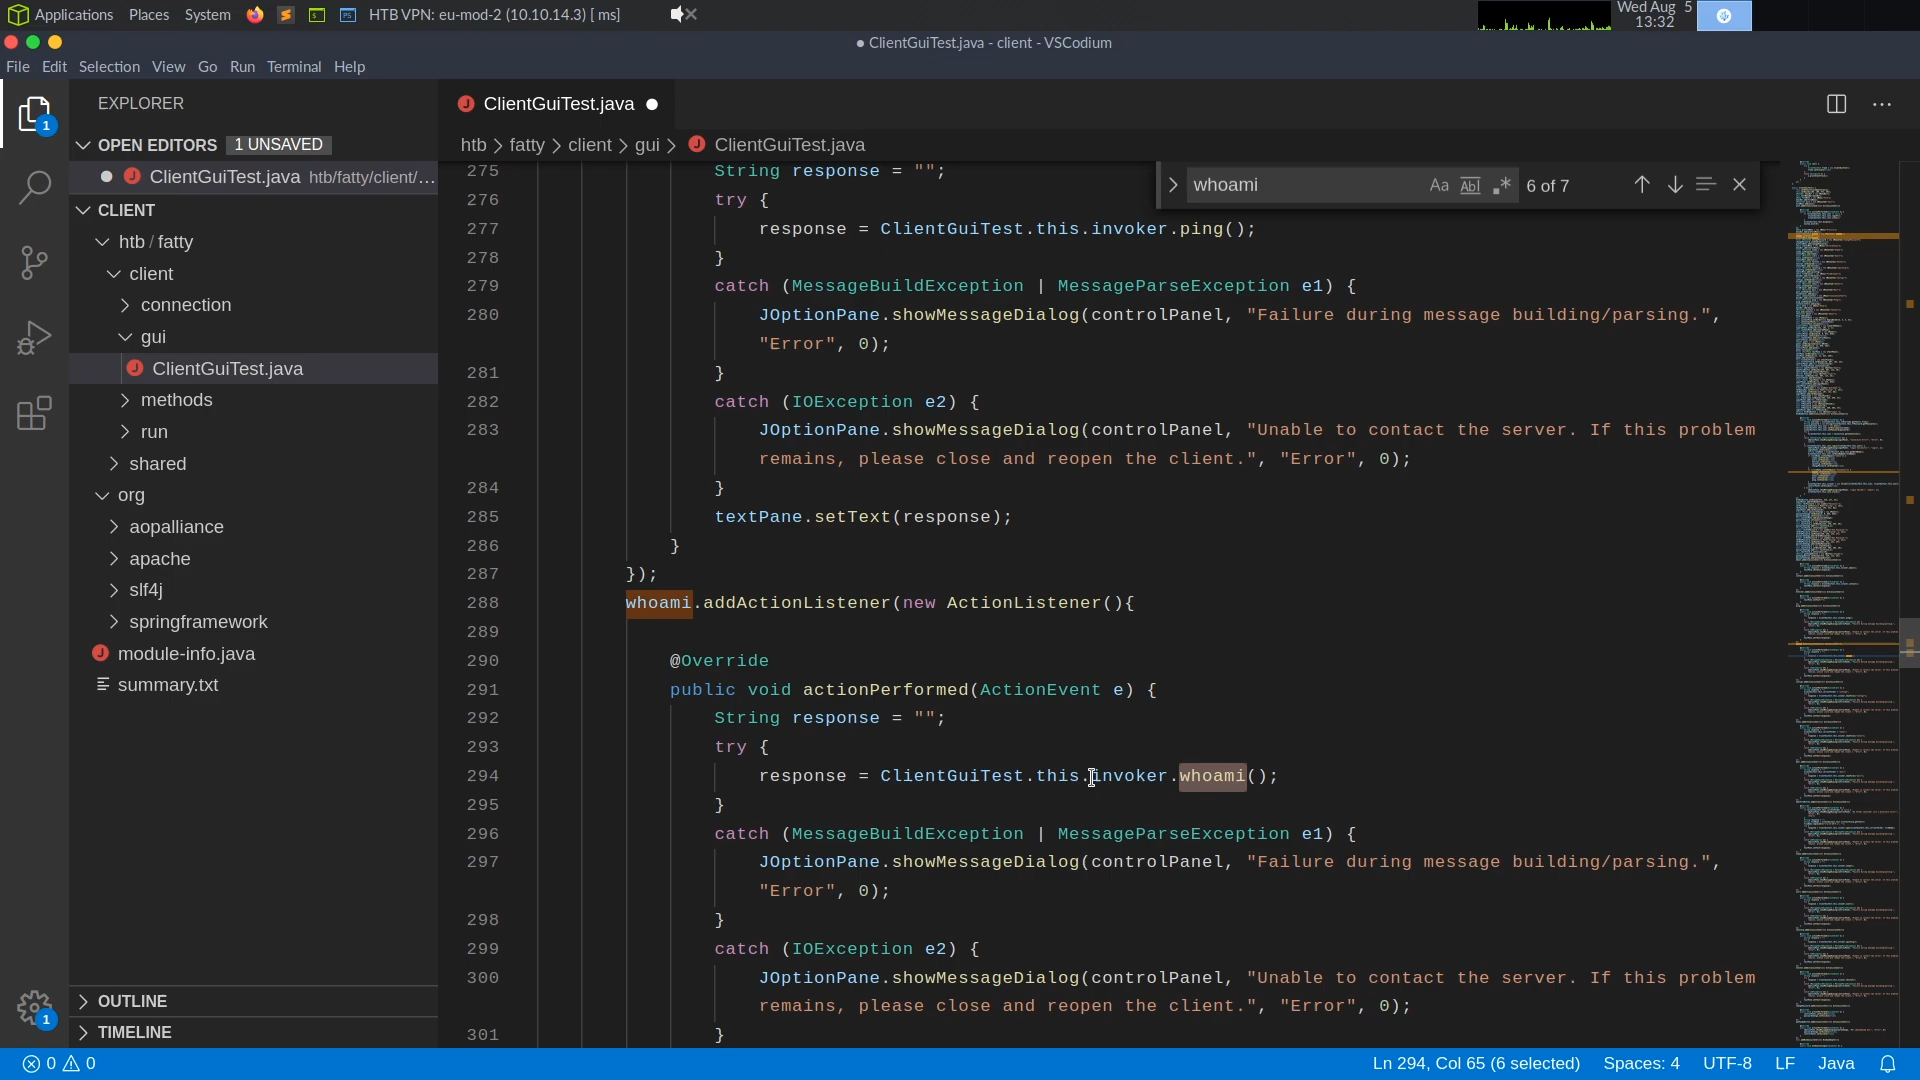 Applications Places System HTB VPN: eu-mod-2 (10.10.14.3) [ ms] Wed Aug 5
13:32
ClientGuiTest.java - client - VSCodium
File Edit Selection View Go Run Terminal Help
EXPLORER
OPEN EDITORS 1 UNSAVED
ClientGuiTest.java htb/fatty/client/...
CLIENT
htb / fatty
client
connection
gui
ClientGuiTest.java
methods
run
shared
org
aopalliance
apache
slf4j
springframework
module-info.java
summary.txt
OUTLINE
TIMELINE
1
1
ClientGuiTest.java
htb > fatty > client > gui > ClientGuiTest.java
whoami Aa Abl .* 6 of 7
275 String response = "";
276 try {
277 response = ClientGuiTest.this.invoker.ping();
278 }
279 catch (MessageBuildException | MessageParseException e1) {
280 JOptionPane.showMessageDialog(controlPanel, "Failure during message building/parsing.",
"Error", 0);
281 }
282 catch (IOException e2) {
283 JOptionPane.showMessageDialog(controlPanel, "Unable to contact the server. If this problem
remains, please close and reopen the client.", "Error", 0);
284 }
285 textPane.setText(response);
286 }
287 });
288 whoami.addActionListener(new ActionListener(){
289
290 @Override
291 public void actionPerformed(ActionEvent e) {
292 String response = "";
293 try {
294 response = ClientGuiTest.this.invoker.whoami();
295 }
296 catch (MessageBuildException | MessageParseException e1) {
297 JOptionPane.showMessageDialog(controlPanel, "Failure during message building/parsing.",
"Error", 0);
298 }
299 catch (IOException e2) {
300 JOptionPane.showMessageDialog(controlPanel, "Unable to contact the server. If this problem
remains, please close and reopen the client.", "Error", 0);
301 }
0 0 Ln 294, Col 65 (6 selected) Spaces: 4 UTF-8 LF Java